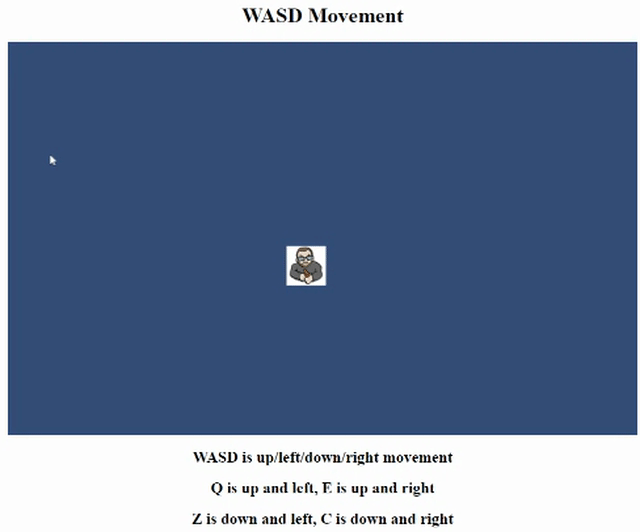 WASD Movement
WASD is up/left/down/right movement
Q is up and left, E is up and right
Z is down and left, C is down and right